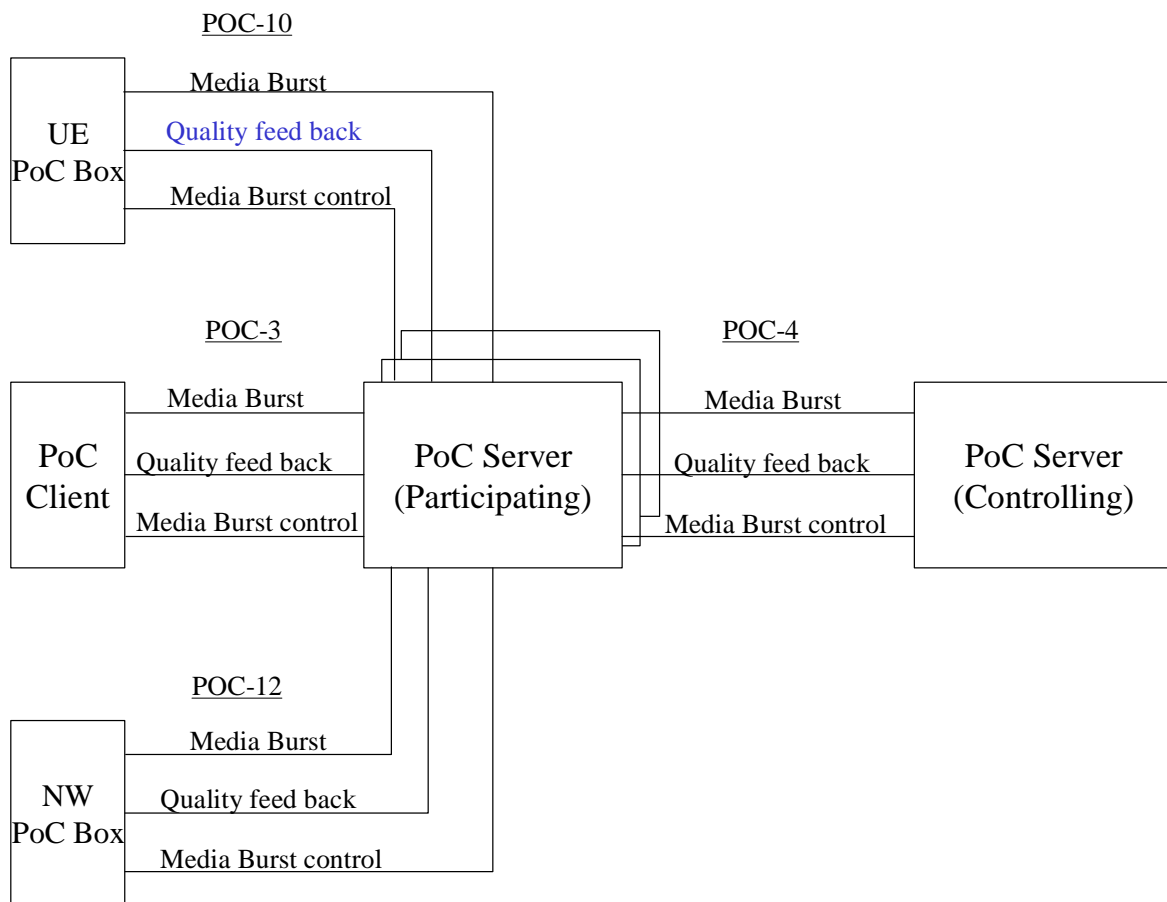 POC-10
Media Burst
UE
PoC Box
Quality feed back
Media Burst control
POC-3
POC-4
Media Burst
Media Burst
PoC
Client
Quality feed back
PoC Server
(Participating)
Quality feed back
PoC Server
(Controlling)
Media Burst control
Media Burst control
POC-12
Media Burst
NW
PoC Box
Quality feed back
Media Burst control